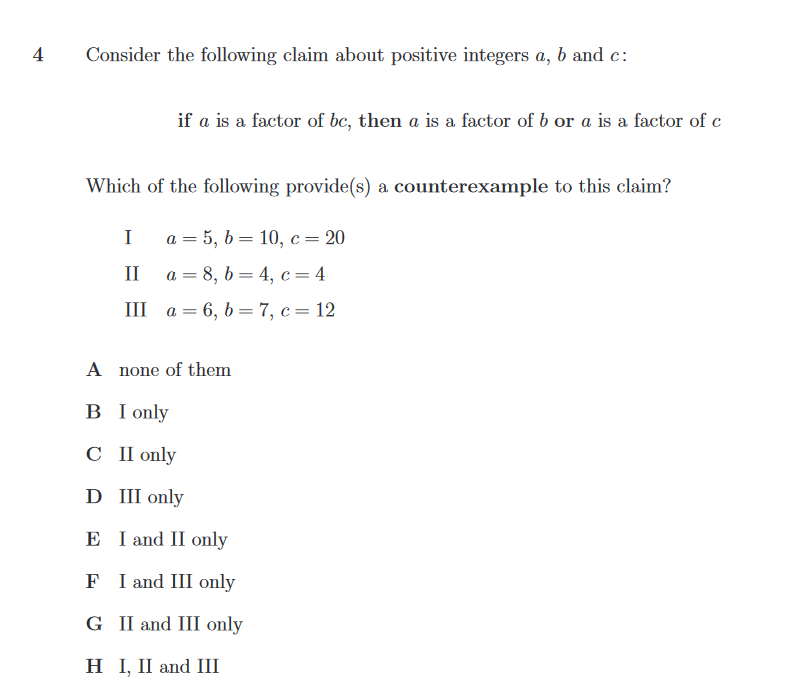 4 Consider the following claim about positive integers a, b and c:
if a is a factor of bc, then a is a factor of b or a is a factor of c
Which of the following provide(s) a counterexample to this claim?
I a = 5, b = 10, c = 20
II a = 8, b = 4, c = 4
III a = 6, b = 7, c = 12
A none of them
B I only
C II only
D III only
E I and II only
F I and III only
G II and III only
H I, II and III